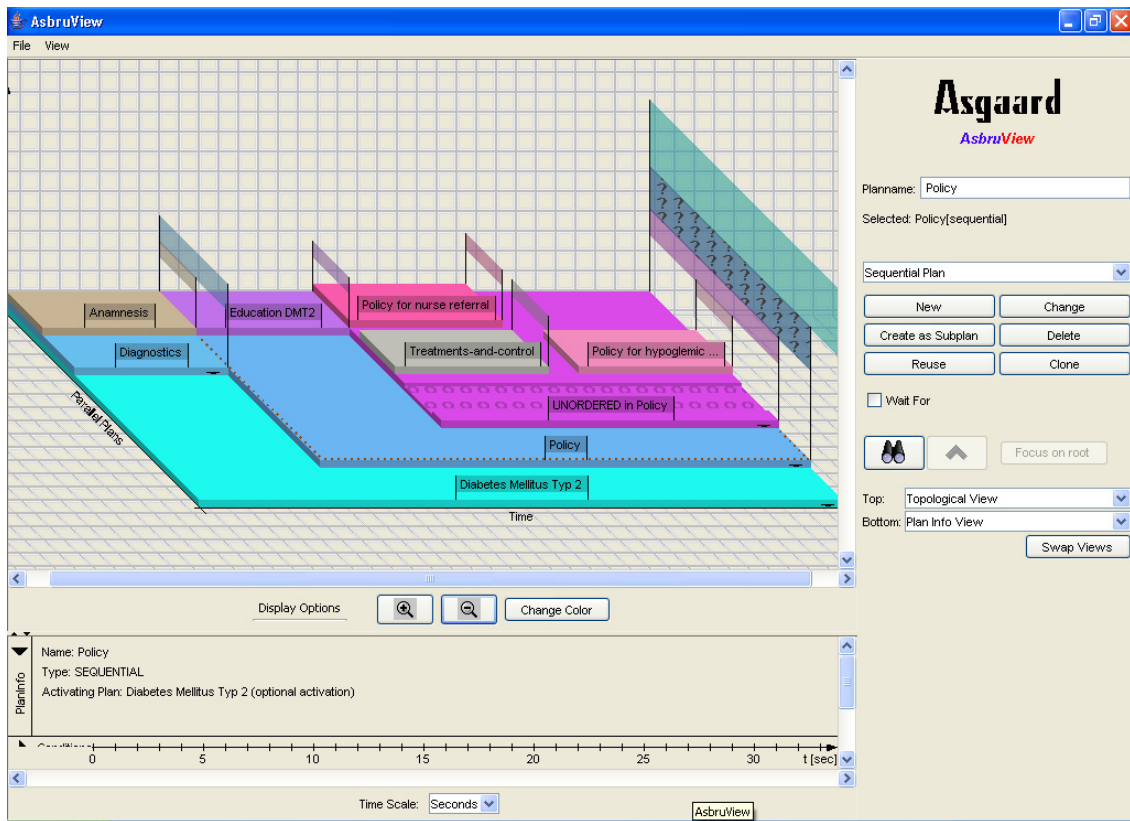 AsbruView
File View
Asgaard
AsbruView
Planname: Policy
Selected: Policy[sequential]
Sequential Plan
New Change
Create as Subplan Delete
Reuse Clone
Wait For
Focus on root
Top: Topological View
Bottom: Plan Info View
Swap Views
Anamnesis
Education DMT2
Policy for nurse referral
Diagnostics
Treatments-and-control
Policy for hypoglemic ...
UNORDERED in Policy
Policy
Diabetes Mellitus Typ 2
Parallel Plans
Time
? ? ? ? ? ? ? ? ? ? ? ? ? ? ? ? ? ? ? ?
Display Options
Change Color
PlanInfo
Name: Policy
Type: SEQUENTIAL
Activating Plan: Diabetes Mellitus Typ 2 (optional activation)
Conditions
0 5 10 15 20 25 30 t [sec]
Time Scale: Seconds
AsbruView